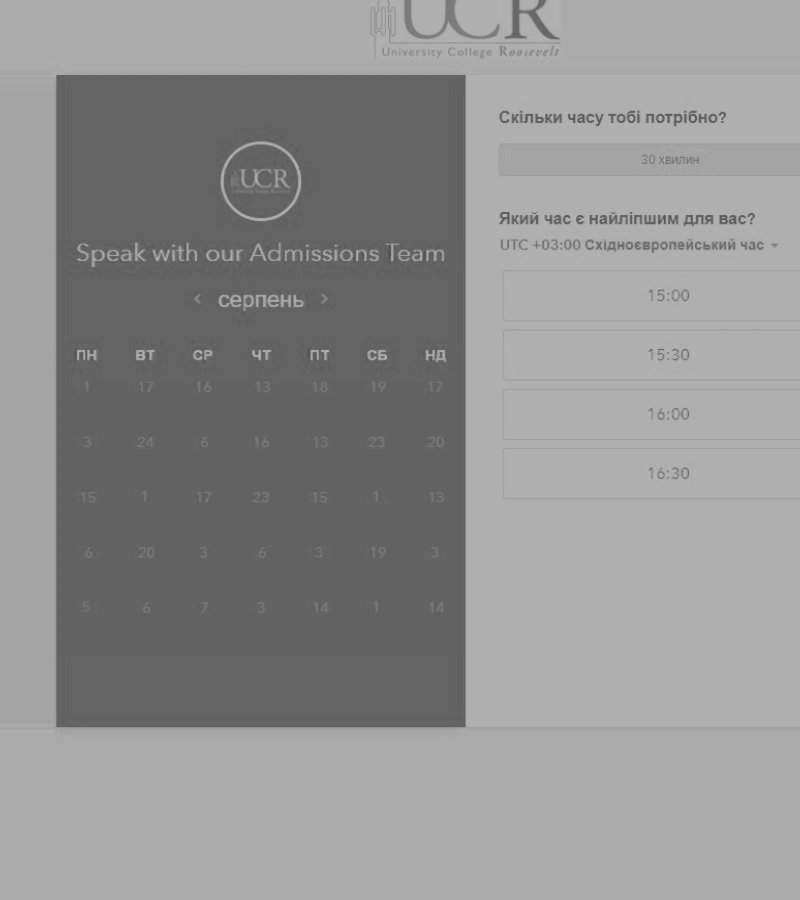 UCR
University College Roosevelt
UCR
Speak with our Admissions Team
серпень
ПН ВТ СР ЧТ ПТ СБ НД
1 17 16 13 18 19 17
3 24 6 16 13 23 20
15 1 17 23 15 1 13
6 20 3 6 3 19 3
5 6 7 3 14 1 14
Скільки часу тобі потрібно?
30 хвилин
Який час є найліпшим для вас?
UTC +03:00 Східноєвропейський час
15:00
15:30
16:00
16:30